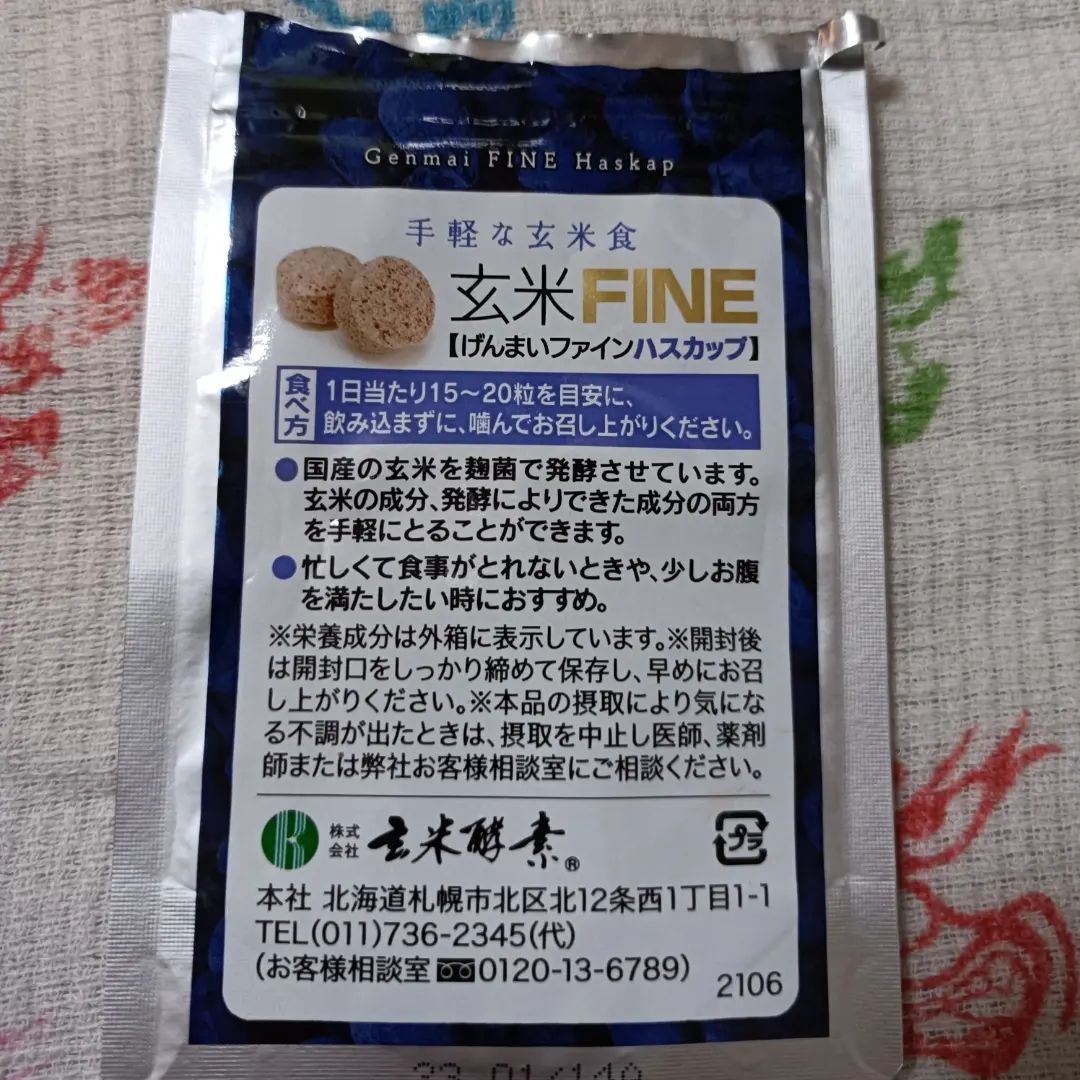 Genmai FINE Haskap
手軽な玄米食
玄米FINE
【げんまいファインハスカップ】
食べ方
1日当たり15～20粒を目安に、
飲み込まずに、噛んでお召し上がりください。
●国産の玄米を麹菌で発酵させています。
玄米の成分、発酵によりできた成分の両方
を手軽にとることができます。
●忙しくて食事がとれないときや、少しお腹
を満たしたい時におすすめ。
※栄養成分は外箱に表示しています。※開封後
は開封口をしっかり締めて保存し、早めにお召
し上がりください。※本品の摂取により気にな
る不調が出たときは、摂取を中止し医師、薬剤
師または弊社お客様相談室にご相談ください。
株式会社 玄米酵素®
プラ
本社 北海道札幌市北区北12条西1丁目1-1
TEL(011)736-2345(代)
(お客様相談室 0120-13-6789)
2106